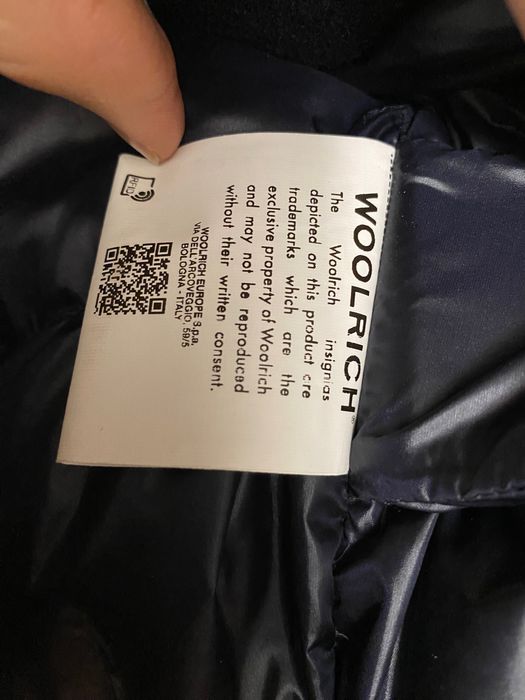 WOOLRICH®
The Woolrich insignias
depicted on this product cre
trademarks which are the
exclusive property of Woolrich
and may not be reproduced
without their written consent.
WOOLRICH EUROPE S.p.a.
VIA DELL'ARCOVEGGIO, 59/5
BOLOGNA - ITALY
RFID